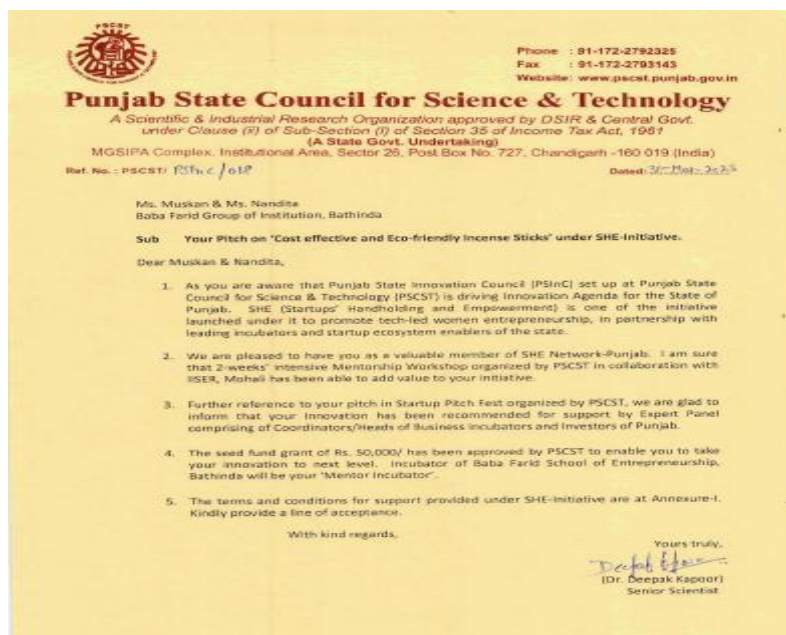 PSCST
Phone : 91-172-2792325
Fax : 91-172-2793143
Website: www.pscst.punjab.gov.in
Punjab State Council for Science & Technology
A Scientific & Industrial Research Organization approved by DSIR & Central Govt.
under Clause (ii) of Sub-Section (I) of Section 35 of Income Tax Act, 1961
(A State Govt. Undertaking)
MGSIPA Complex, Institutional Area, Sector 26, Post Box No. 727, Chandigarh -160 019 (India)
Ref. No. : PSCST/ PSInC/018 Dated: 31-Mar-2023
Ms. Muskan & Ms. Nandita
Baba Farid Group of Institution, Bathinda
Sub Your Pitch on 'Cost effective and Eco-friendly Incense Sticks' under SHE-Initiative.
Dear Muskan & Nandita,
1. As you are aware that Punjab State Innovation Council (PSInC) set up at Punjab State
Council for Science & Technology (PSCST) is driving Innovation Agenda for the State of
Punjab. SHE (Startups' Handholding and Empowerment) is one of the initiative
launched under it to promote tech-led women entrepreneurship, in partnership with
leading incubators and startup ecosystem enablers of the state.
2. We are pleased to have you as a valuable member of SHE Network-Punjab. I am sure
that 2-weeks' intensive Mentorship Workshop organized by PSCST in collaboration with
IISER, Mohali has been able to add value to your initiative.
3. Further reference to your pitch in Startup Pitch Fest organized by PSCST, we are glad to
inform that your Innovation has been recommended for support by Expert Panel
comprising of Coordinators/Heads of Business Incubators and Investors of Punjab.
4. The seed fund grant of Rs. 50,000/ has been approved by PSCST to enable you to take
your innovation to next level. Incubator of Baba Farid School of Entrepreneurship,
Bathinda will be your 'Mentor Incubator'.
5. The terms and conditions for support provided under SHE-Initiative are at Annexure-I.
Kindly provide a line of acceptance.
With kind regards,
Yours truly,
(Dr. Deepak Kapoor)
Senior Scientist